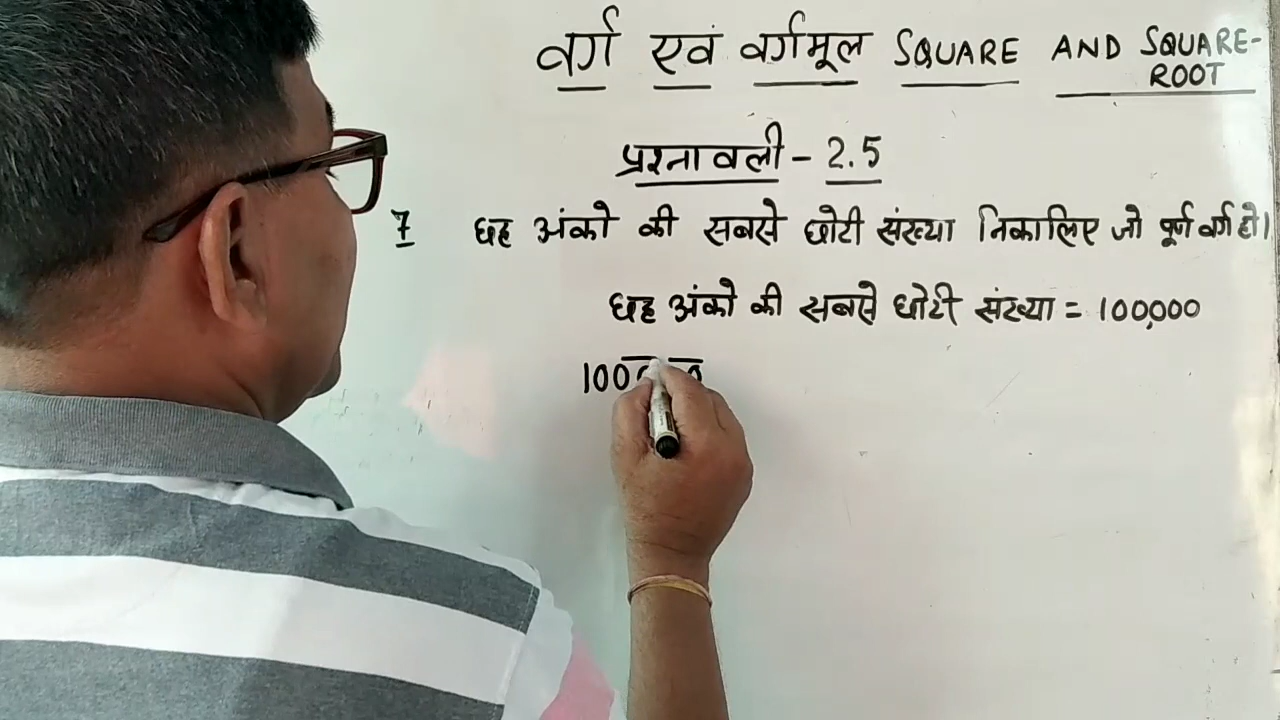 वर्ग एवं वर्गमूल SQUARE AND SQUARE-
ROOT
प्रश्नावली - 2.5
7 छह अंको की सबसे छोटी संख्या निकालिए जो पूर्ण वर्ग हो।
छह अंको की सबसे छोटी संख्या = 100,000
100